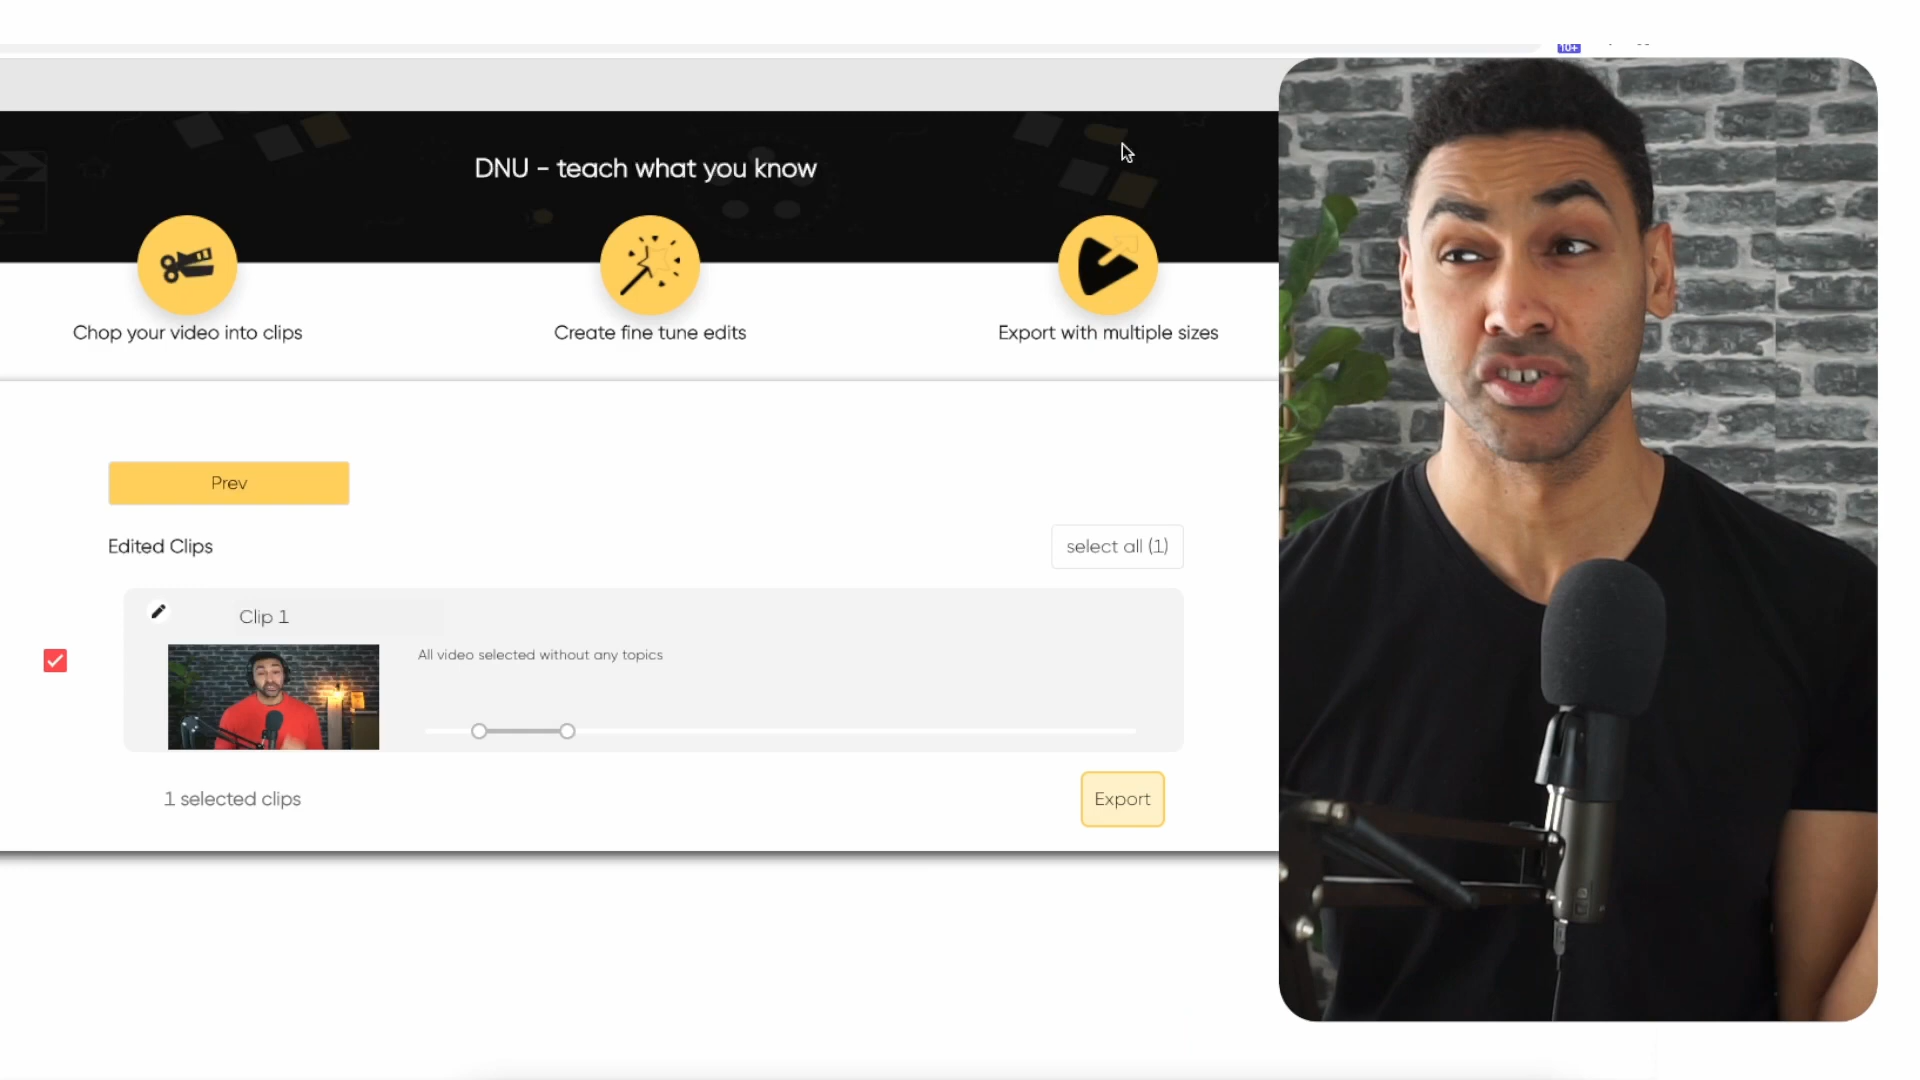 10+
DNU - teach what you know
Chop your video into clips
Create fine tune edits
Export with multiple sizes
Prev
Edited Clips
select all (1)
Clip 1
All video selected without any topics
1 selected clips
Export